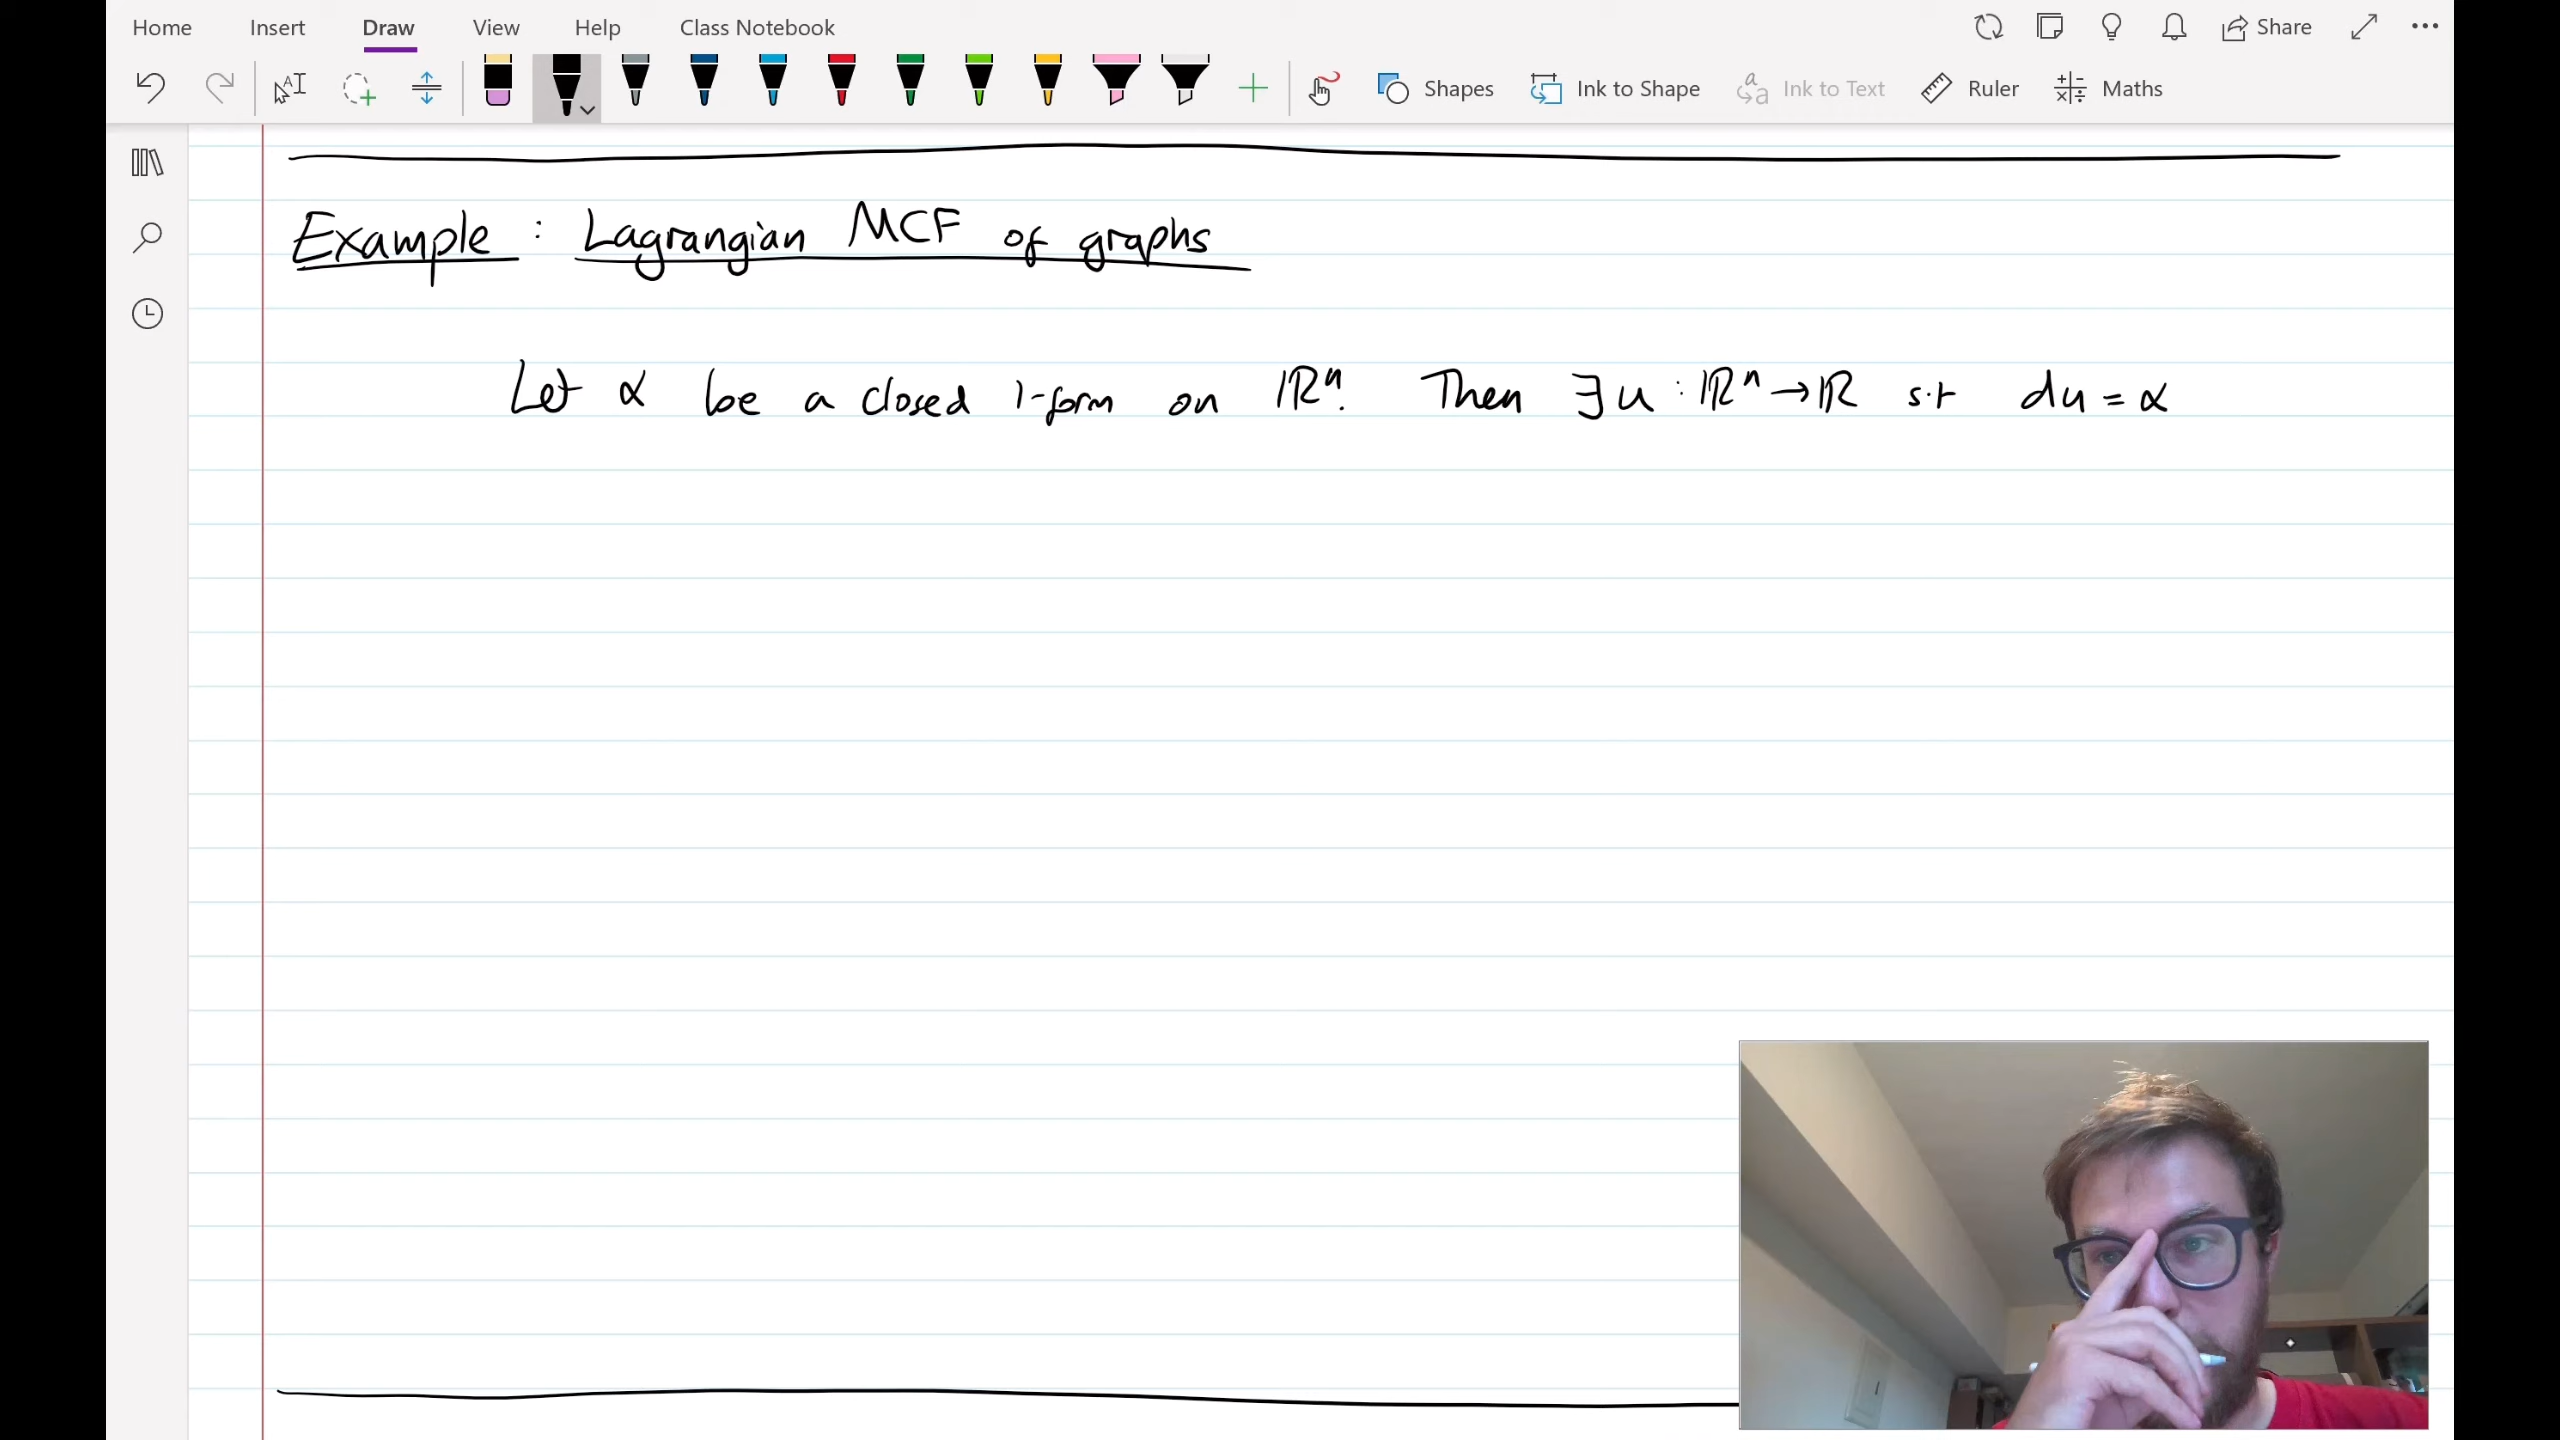 Home Insert Draw View Help Class Notebook Share
Shapes Ink to Shape Ink to Text Ruler Maths
Example : Lagrangian MCF of graphs
Let α be a closed 1-form on ℝⁿ. Then ∃ u : ℝⁿ → ℝ s.t du = α